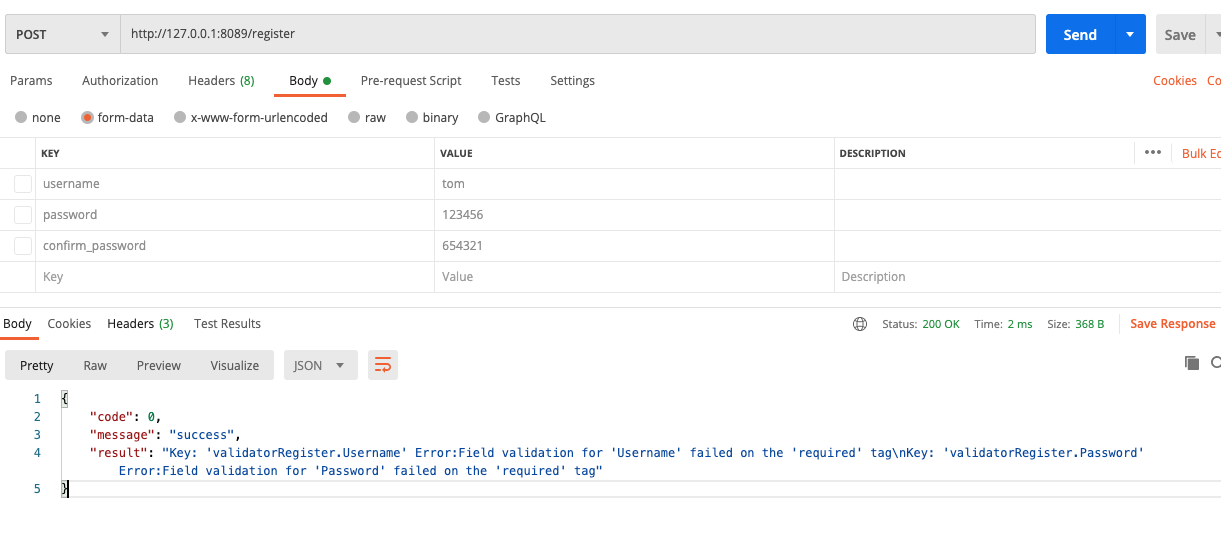 POST http://127.0.0.1:8089/register Send Save
Params Authorization Headers (8) Body Pre-request Script Tests Settings Cookies Co
none form-data x-www-form-urlencoded raw binary GraphQL
KEY VALUE DESCRIPTION ••• Bulk Ed
username tom
password 123456
confirm_password 654321
Key Value Description
Body Cookies Headers (3) Test Results Status: 200 OK Time: 2 ms Size: 368 B Save Response
Pretty Raw Preview Visualize JSON
1 {
2 "code": 0,
3 "message": "success",
4 "result": "Key: 'validatorRegister.Username' Error:Field validation for 'Username' failed on the 'required' tag\nKey: 'validatorRegister.Password'
Error:Field validation for 'Password' failed on the 'required' tag"
5 }